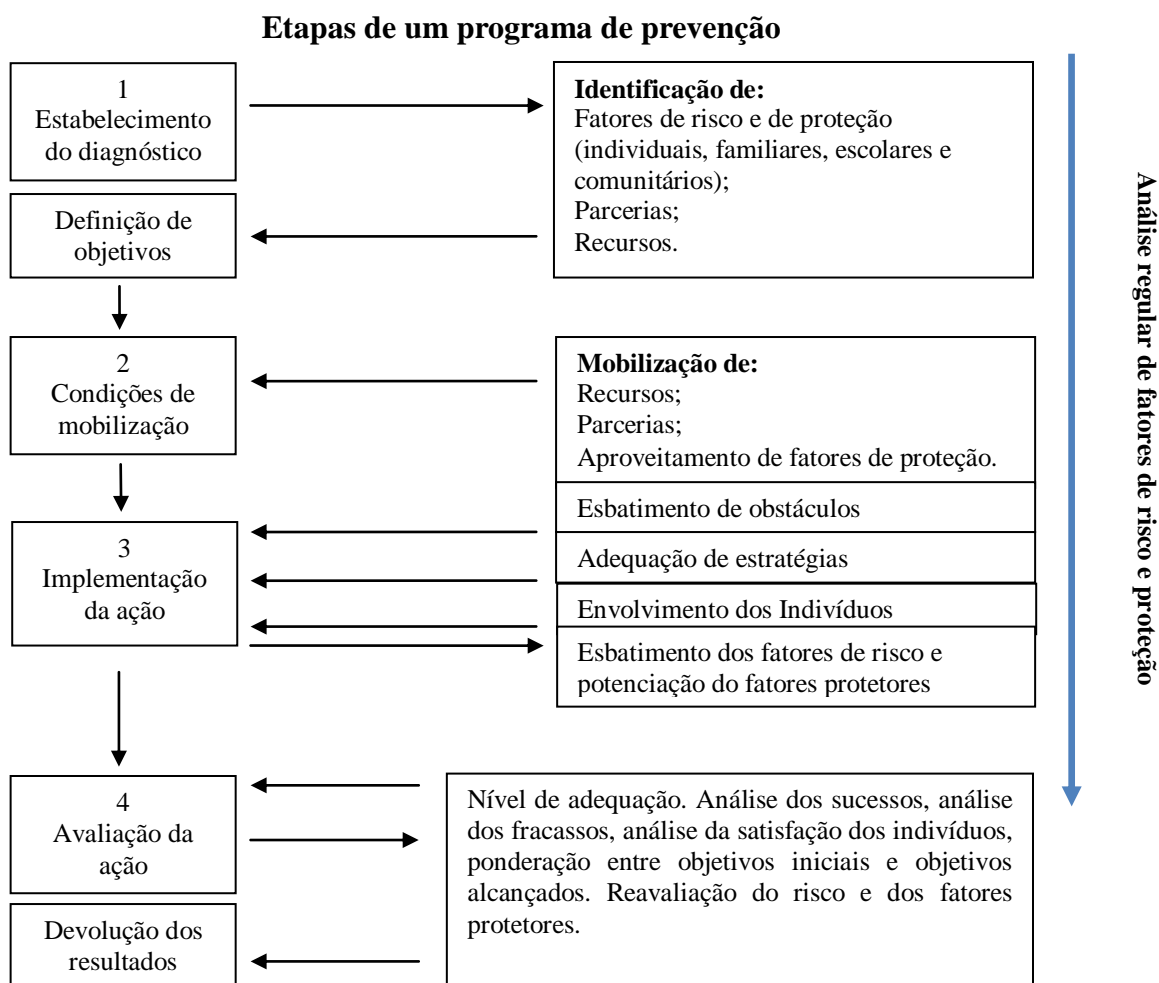 Etapas de um programa de prevenção
1
Estabelecimento
do diagnóstico
Identificação de:
Fatores de risco e de proteção
(individuais, familiares, escolares e
comunitários);
Parcerias;
Recursos.
Definição de
objetivos
2
Condições de
mobilização
Mobilização de:
Recursos;
Parcerias;
Aproveitamento de fatores de proteção.
3
Implementação
da ação
Esbatimento de obstáculos
Adequação de estratégias
Envolvimento dos Indivíduos
Esbatimento dos fatores de risco e
potenciação do fatores protetores
4
Avaliação da
ação
Nível de adequação. Análise dos sucessos, análise
dos fracassos, análise da satisfação dos indivíduos,
ponderação entre objetivos iniciais e objetivos
alcançados. Reavaliação do risco e dos fatores
protetores.
Devolução dos
resultados
Análise regular de fatores de risco e proteção